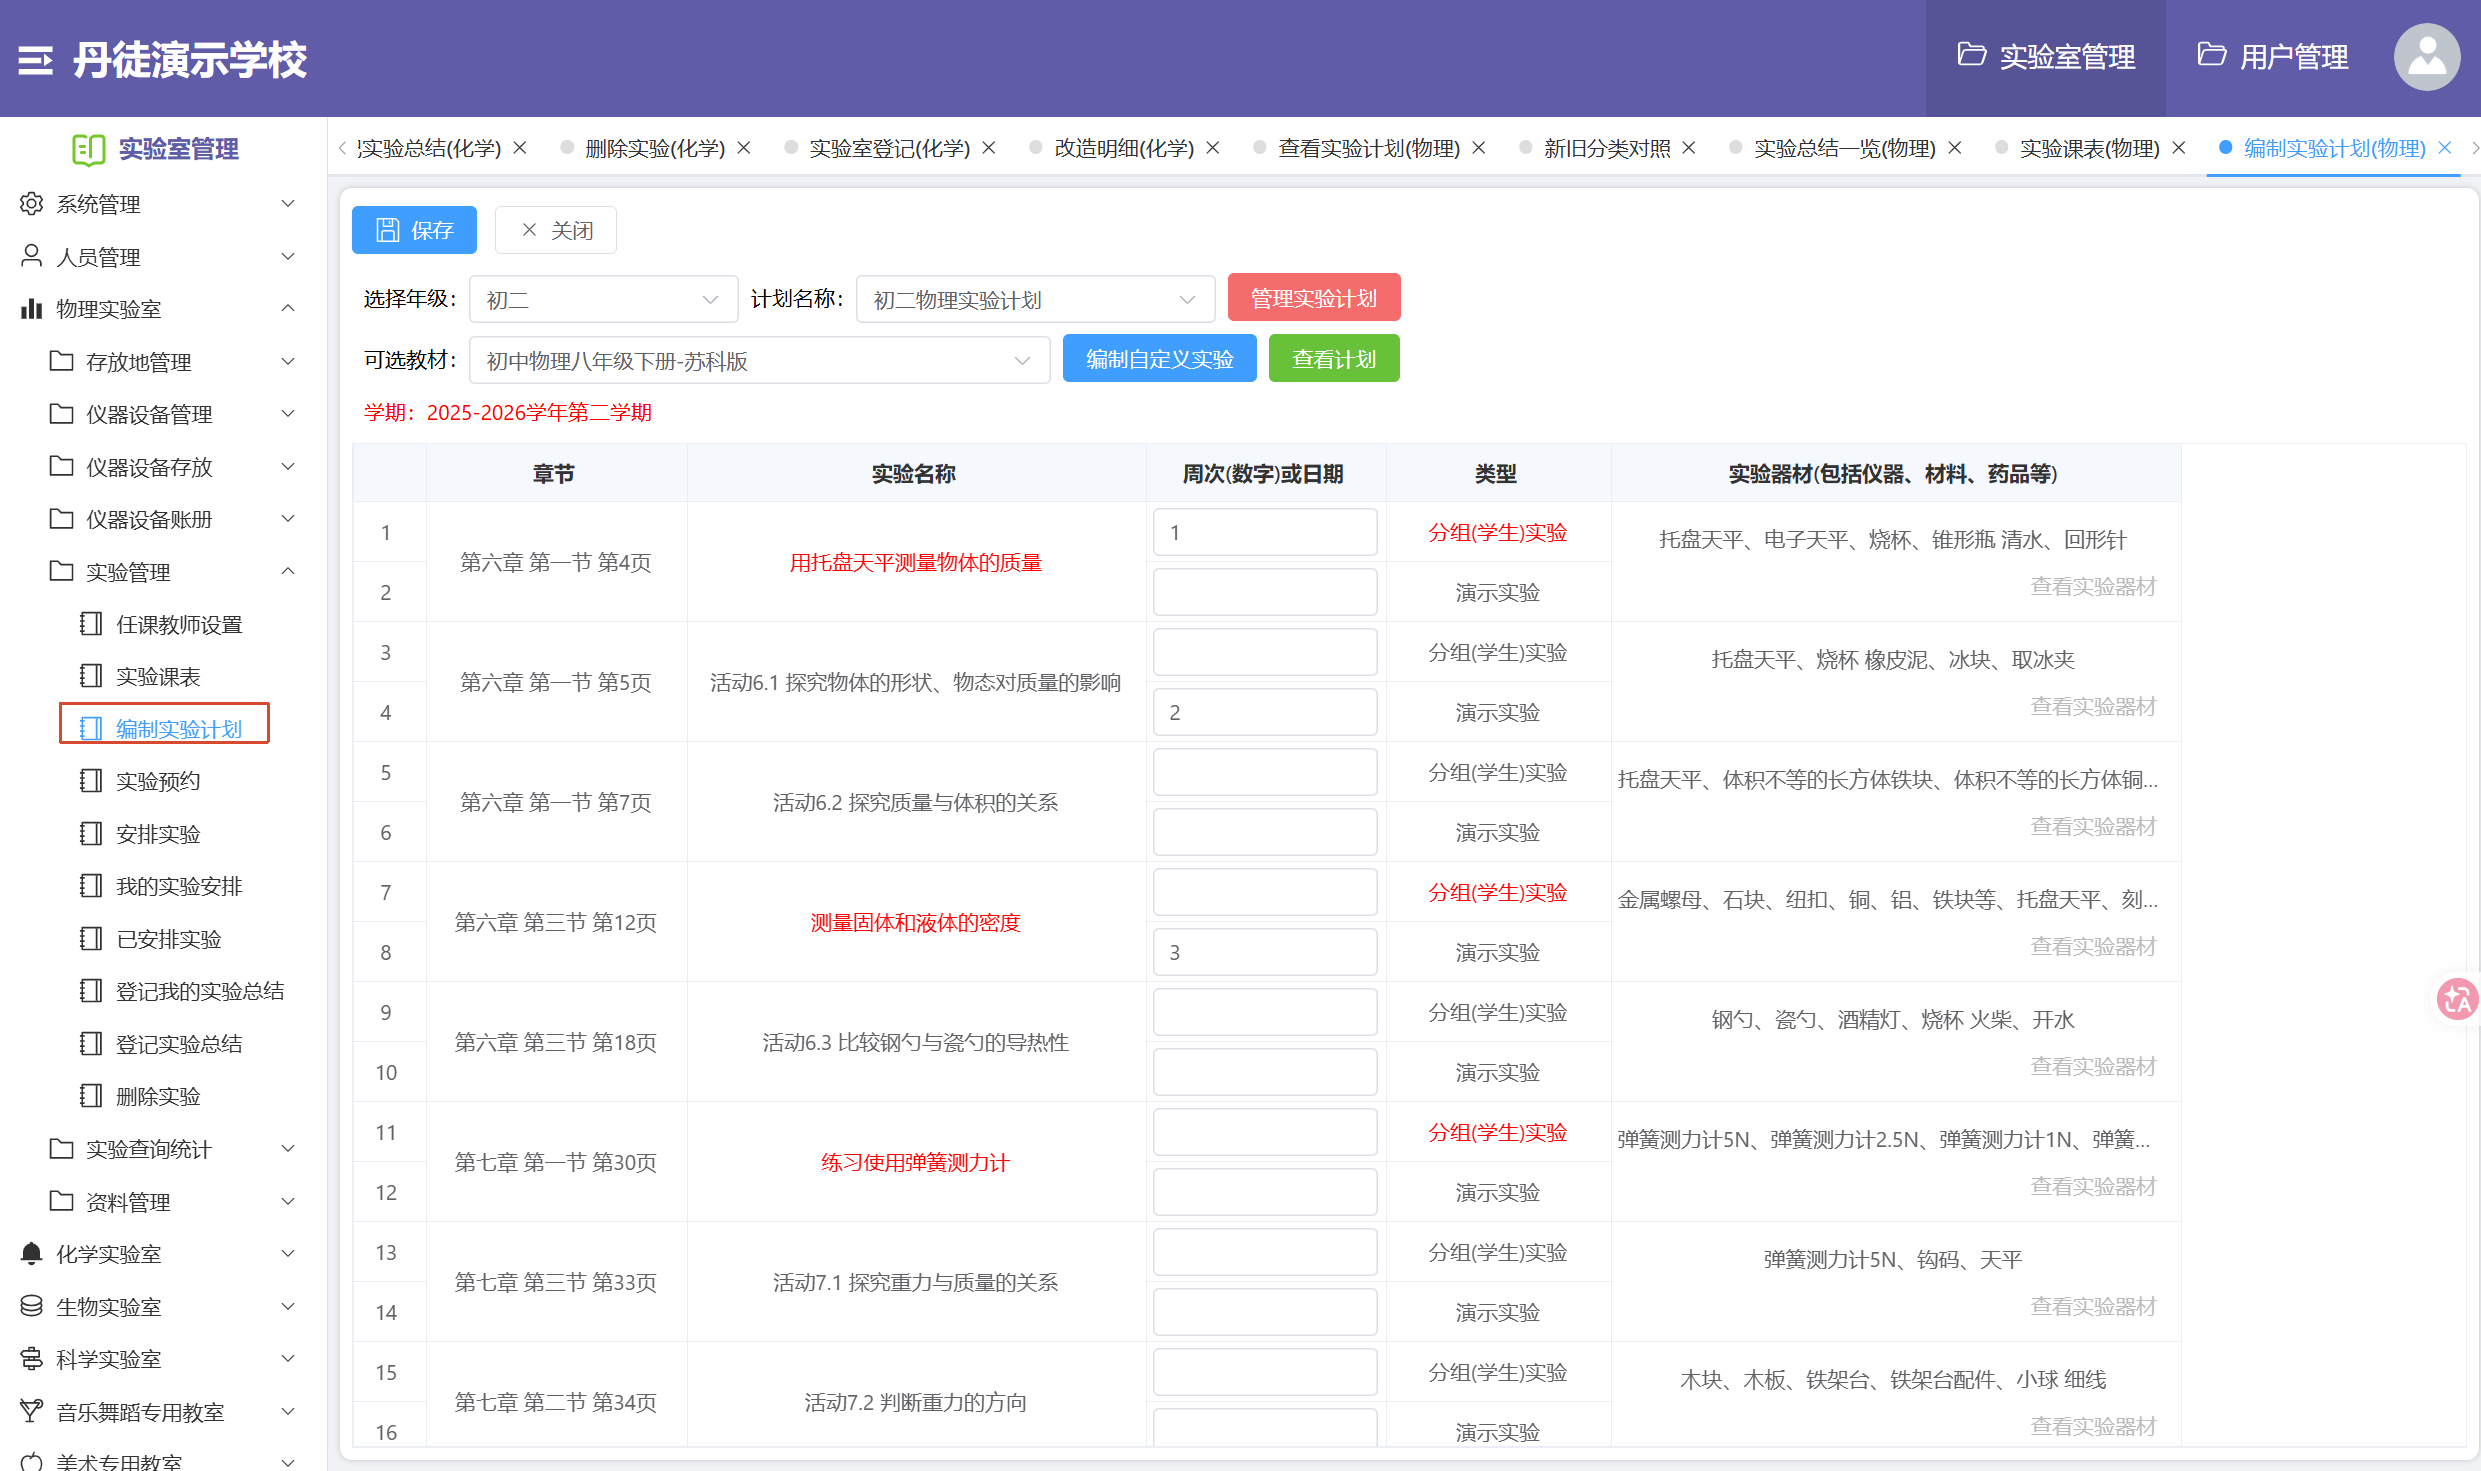 丹徒演示学校
实验室管理
用户管理
实验室管理
系统管理
人员管理
物理实验室
存放地管理
仪器设备管理
仪器设备存放
仪器设备账册
实验管理
任课教师设置
实验课表
编制实验计划
实验预约
安排实验
我的实验安排
已安排实验
登记我的实验总结
登记实验总结
删除实验
实验查询统计
资料管理
化学实验室
生物实验室
科学实验室
音乐舞蹈专用教室
美术专用教室
实验总结(化学)
删除实验(化学)
实验室登记(化学)
改造明细(化学)
查看实验计划(物理)
新旧分类对照
实验总结一览(物理)
实验课表(物理)
编制实验计划(物理)
保存
关闭
选择年级： 初二 计划名称： 初二物理实验计划 管理实验计划
可选教材： 初中物理八年级下册-苏科版 编制自定义实验 查看计划
学期：2025-2026学年第二学期
章节 实验名称 周次(数字)或日期 类型 实验器材(包括仪器、材料、药品等)
1 第六章 第一节 第4页 用托盘天平测量物体的质量 1 分组(学生)实验 托盘天平、电子天平、烧杯、锥形瓶 清水、回形针
2 演示实验 查看实验器材
3 第六章 第一节 第5页 活动6.1 探究物体的形状、物态对质量的影响 分组(学生)实验 托盘天平、烧杯 橡皮泥、冰块、取冰夹
4 2 演示实验 查看实验器材
5 第六章 第一节 第7页 活动6.2 探究质量与体积的关系 分组(学生)实验 托盘天平、体积不等的长方体铁块、体积不等的长方体铜...
6 演示实验 查看实验器材
7 第六章 第三节 第12页 测量固体和液体的密度 分组(学生)实验 金属螺母、石块、纽扣、铜、铝、铁块等、托盘天平、刻...
8 3 演示实验 查看实验器材
9 第六章 第三节 第18页 活动6.3 比较钢勺与瓷勺的导热性 分组(学生)实验 钢勺、瓷勺、酒精灯、烧杯 火柴、开水
10 演示实验 查看实验器材
11 第七章 第一节 第30页 练习使用弹簧测力计 分组(学生)实验 弹簧测力计5N、弹簧测力计2.5N、弹簧测力计1N、弹簧...
12 演示实验 查看实验器材
13 第七章 第三节 第33页 活动7.1 探究重力与质量的关系 分组(学生)实验 弹簧测力计5N、钩码、天平
14 演示实验 查看实验器材
15 第七章 第二节 第34页 活动7.2 判断重力的方向 分组(学生)实验 木块、木板、铁架台、铁架台配件、小球 细线
16 演示实验 查看实验器材